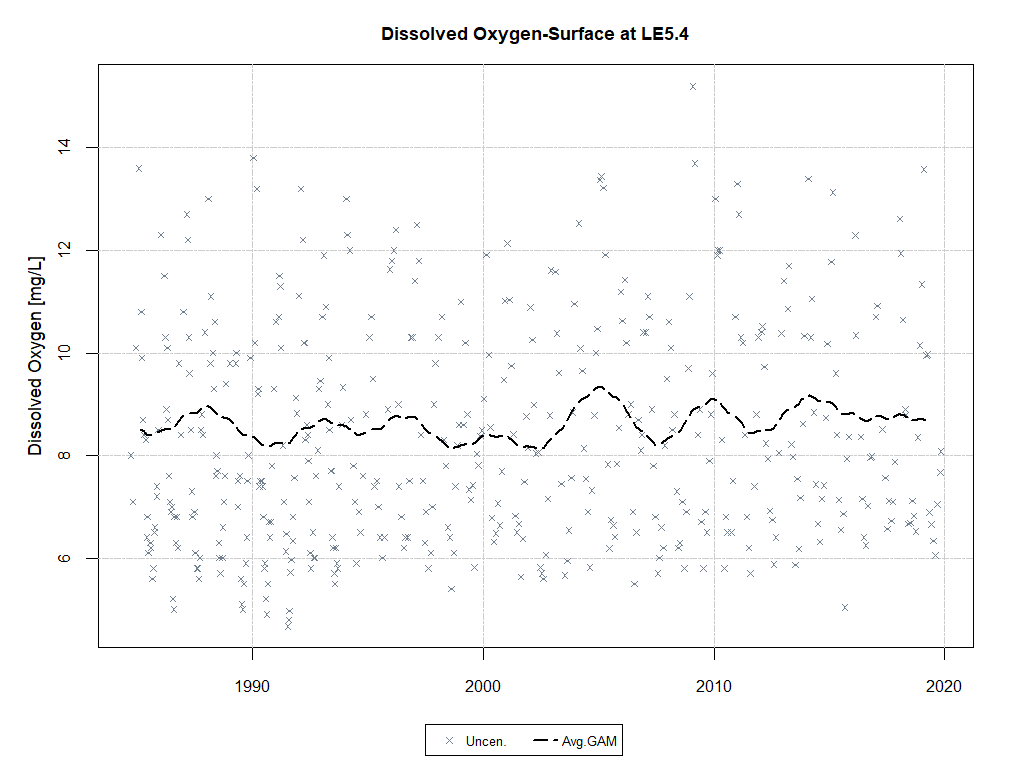 Dissolved Oxygen-Surface at LE5.4
Dissolved Oxygen [mg/L]
14
12
10
8
6
1990 2000 2010 2020
Uncen. Avg.GAM